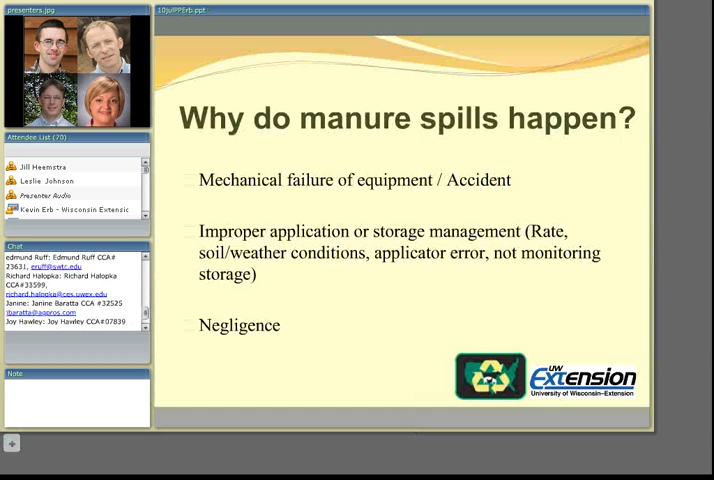 presenters.jpg
10julPPErb.ppt
Attendee List (70)
Jill Heemstra
Leslie Johnson
Presenter Audio
Kevin Erb - Wisconsin Extensic
Chat
edmund Ruff: Edmund Ruff CCA#
23631, eruff@swtc.edu
Richard Halopka: Richard Halopka
CCA#33599,
richard.halopka@ces.uwex.edu
Janine: Janine Baratta CCA #32525
jbaratta@agpros.com
Joy Hawley: Joy Hawley CCA#07839
Note
Why do manure spills happen?
Mechanical failure of equipment / Accident
Improper application or storage management (Rate,
soil/weather conditions, applicator error, not monitoring
storage)
Negligence
UW
Extension
University of Wisconsin–Extension